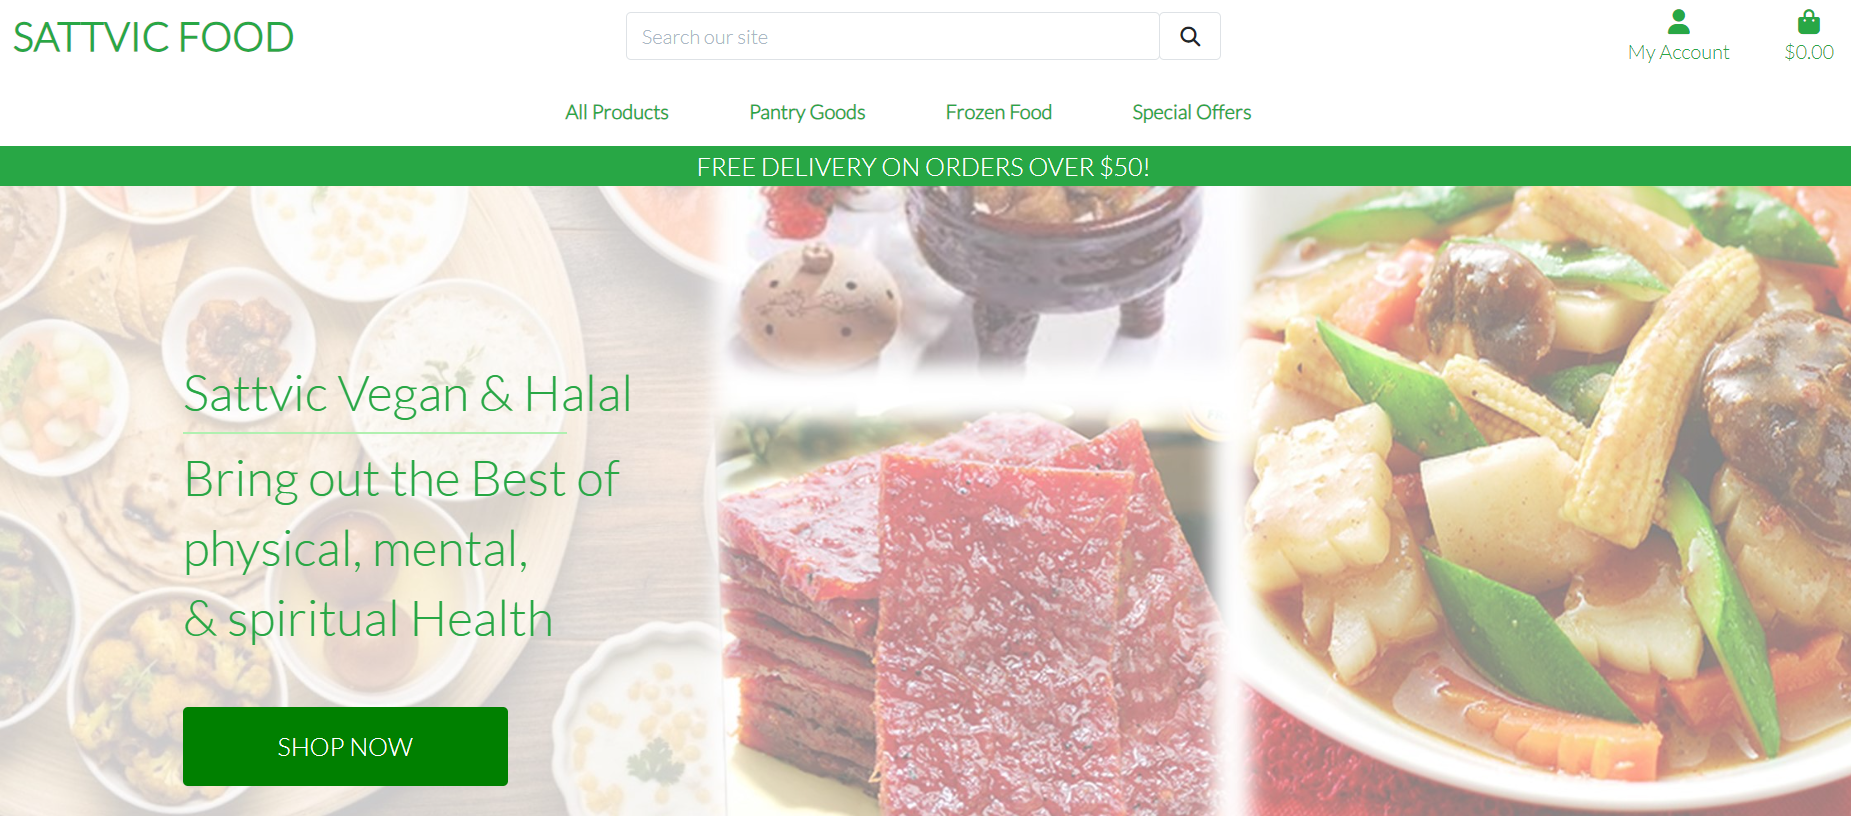 SATTVIC FOOD
Search our site
My Account
$0.00
All Products
Pantry Goods
Frozen Food
Special Offers
FREE DELIVERY ON ORDERS OVER $50!
Sattvic Vegan & Halal
Bring out the Best of
physical, mental,
& spiritual Health
SHOP NOW